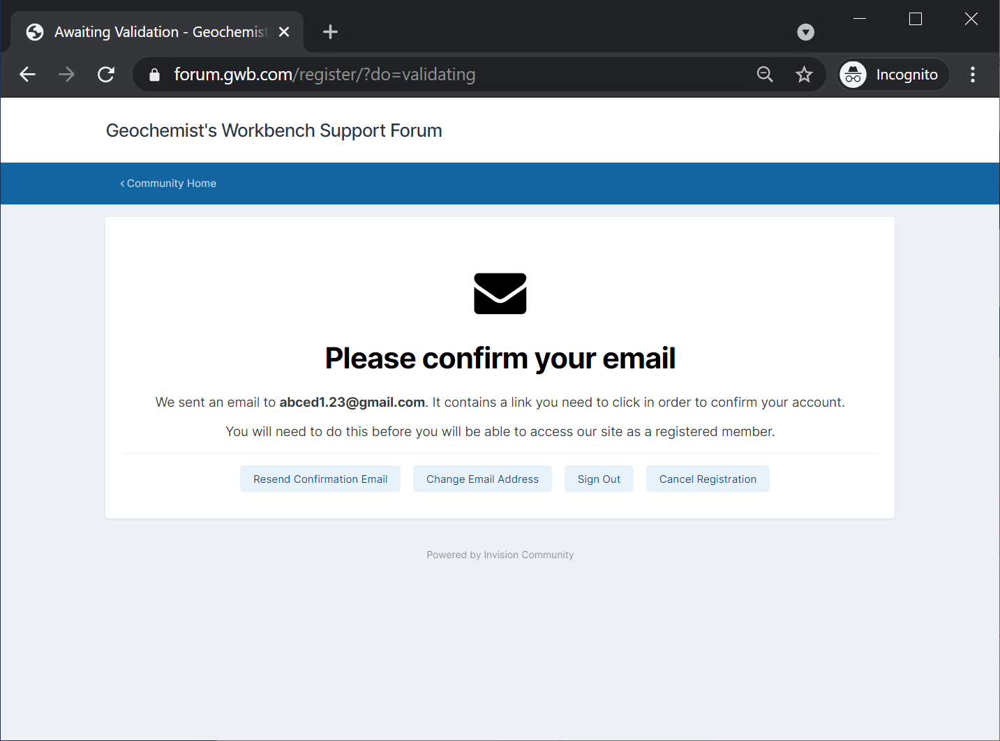 Awaiting Validation - Geochemist
forum.gwb.com/register/?do=validating
Incognito
Geochemist's Workbench Support Forum
‹ Community Home
Please confirm your email
We sent an email to abced1.23@gmail.com. It contains a link you need to click in order to confirm your account.
You will need to do this before you will be able to access our site as a registered member.
Resend Confirmation Email Change Email Address Sign Out Cancel Registration
Powered by Invision Community